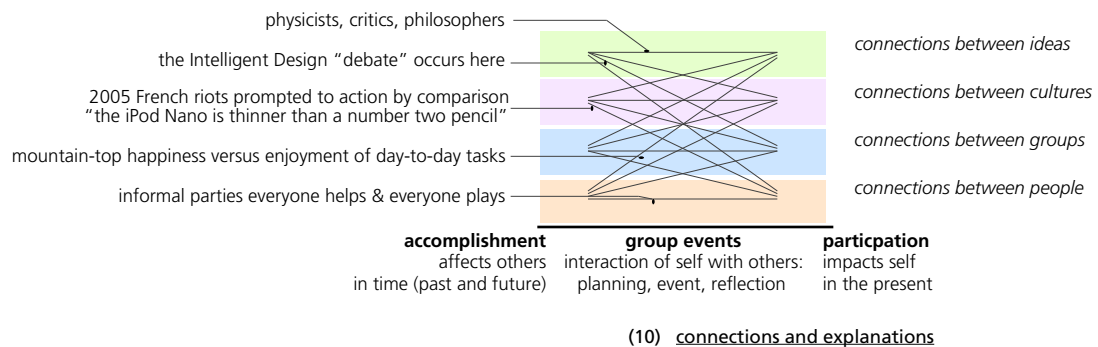 physicists, critics, philosophers
connections between ideas
the Intelligent Design “debate” occurs here
2005 French riots prompted to action by comparison
“the iPod Nano is thinner than a number two pencil”
connections between cultures
mountain-top happiness versus enjoyment of day-to-day tasks
connections between groups
informal parties everyone helps & everyone plays
connections between people
accomplishment
affects others
in time (past and future)
group events
interaction of self with others:
planning, event, reflection
particpation
impacts self
in the present
(10) connections and explanations